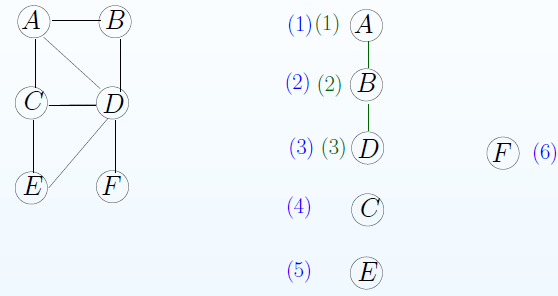 A B
C D
E F
(1) (1) A
(2) (2) B
(3) (3) D
F (6)
(4) C
(5) E